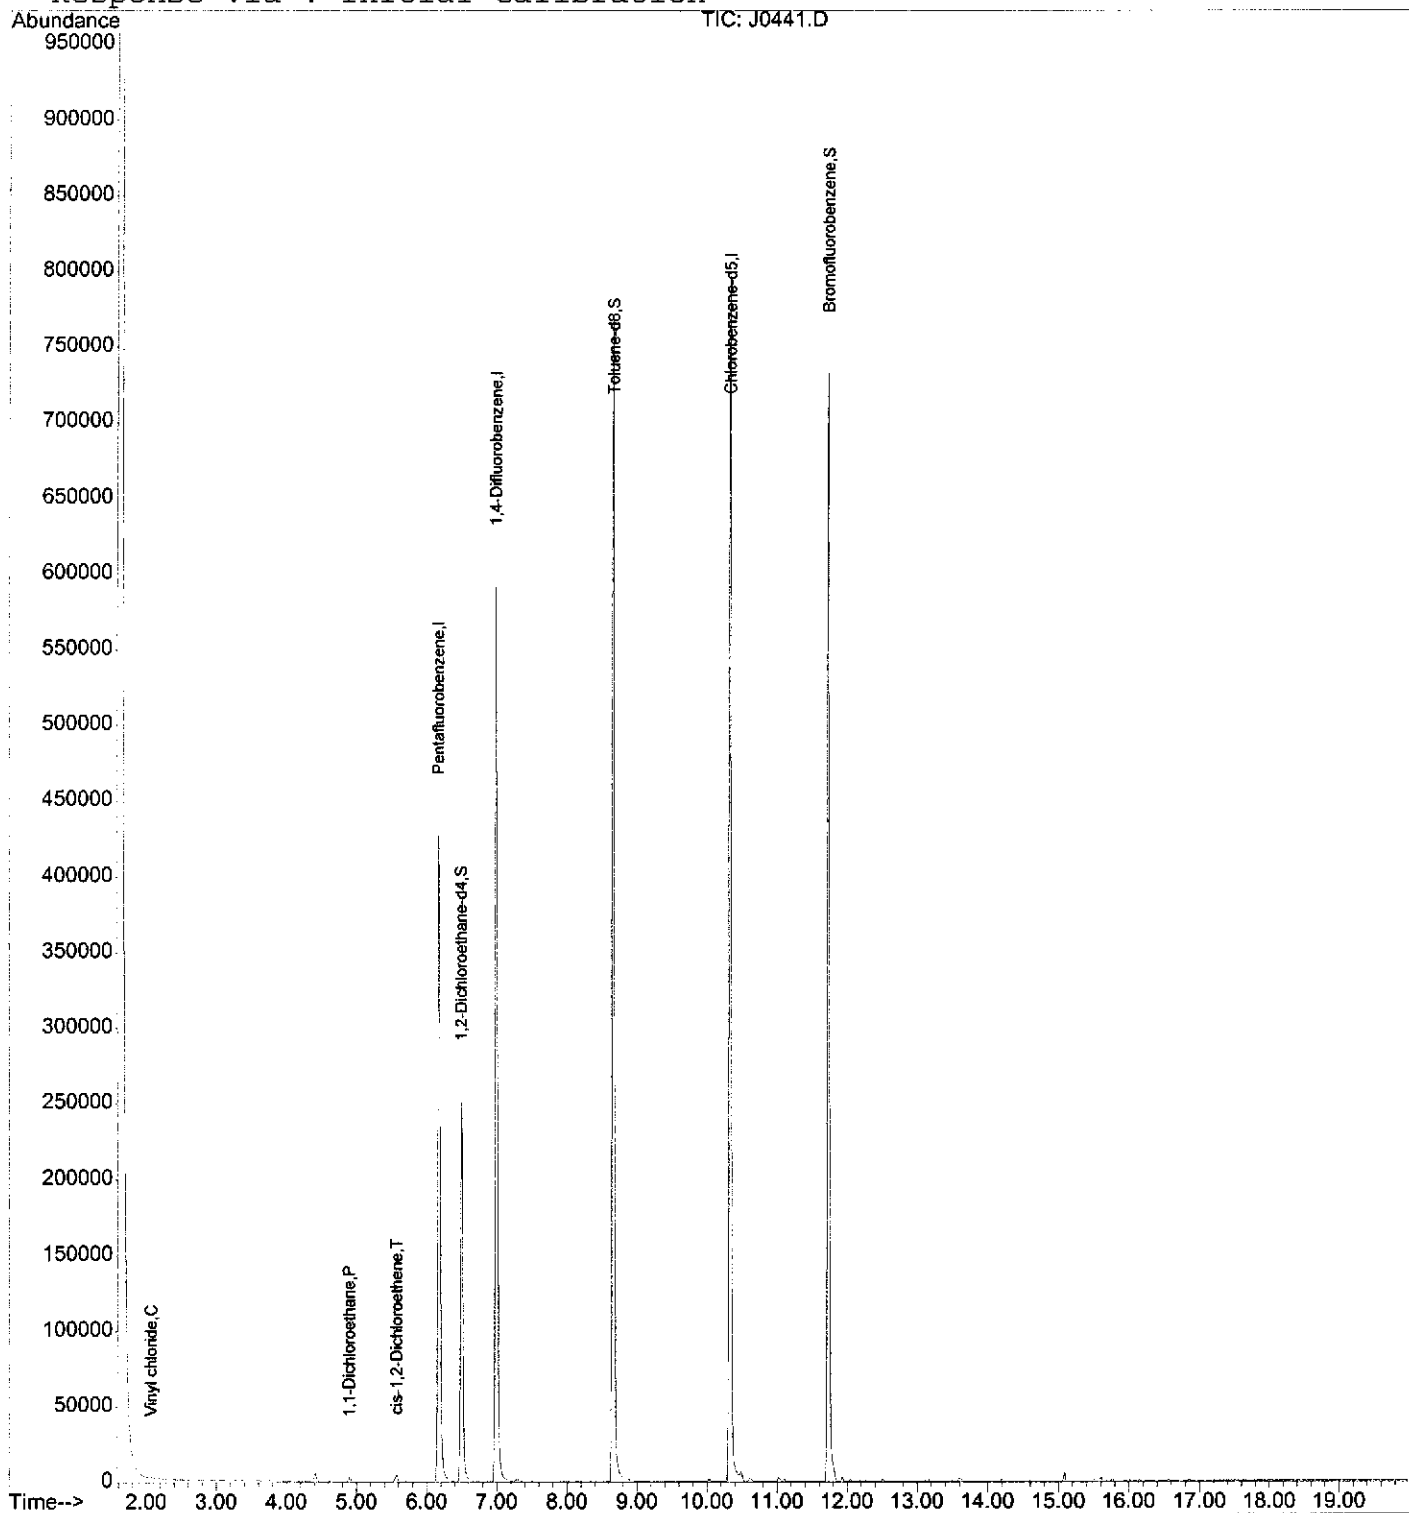 Response via : Initial Calibration
Abundance
TIC: J0441.D
950000
900000
850000
800000
750000
700000
650000
600000
550000
500000
450000
400000
350000
300000
250000
200000
150000
100000
50000
0
Vinyl chloride,C
1,1-Dichloroethane,P
cis-1,2-Dichloroethene,T
Pentafluorobenzene,I
1,2-Dichloroethane-d4,S
1,4-Difluorobenzene,I
Toluene-d8,S
Chlorobenzene-d5,I
Bromofluorobenzene,S
Time--> 2.00 3.00 4.00 5.00 6.00 7.00 8.00 9.00 10.00 11.00 12.00 13.00 14.00 15.00 16.00 17.00 18.00 19.00